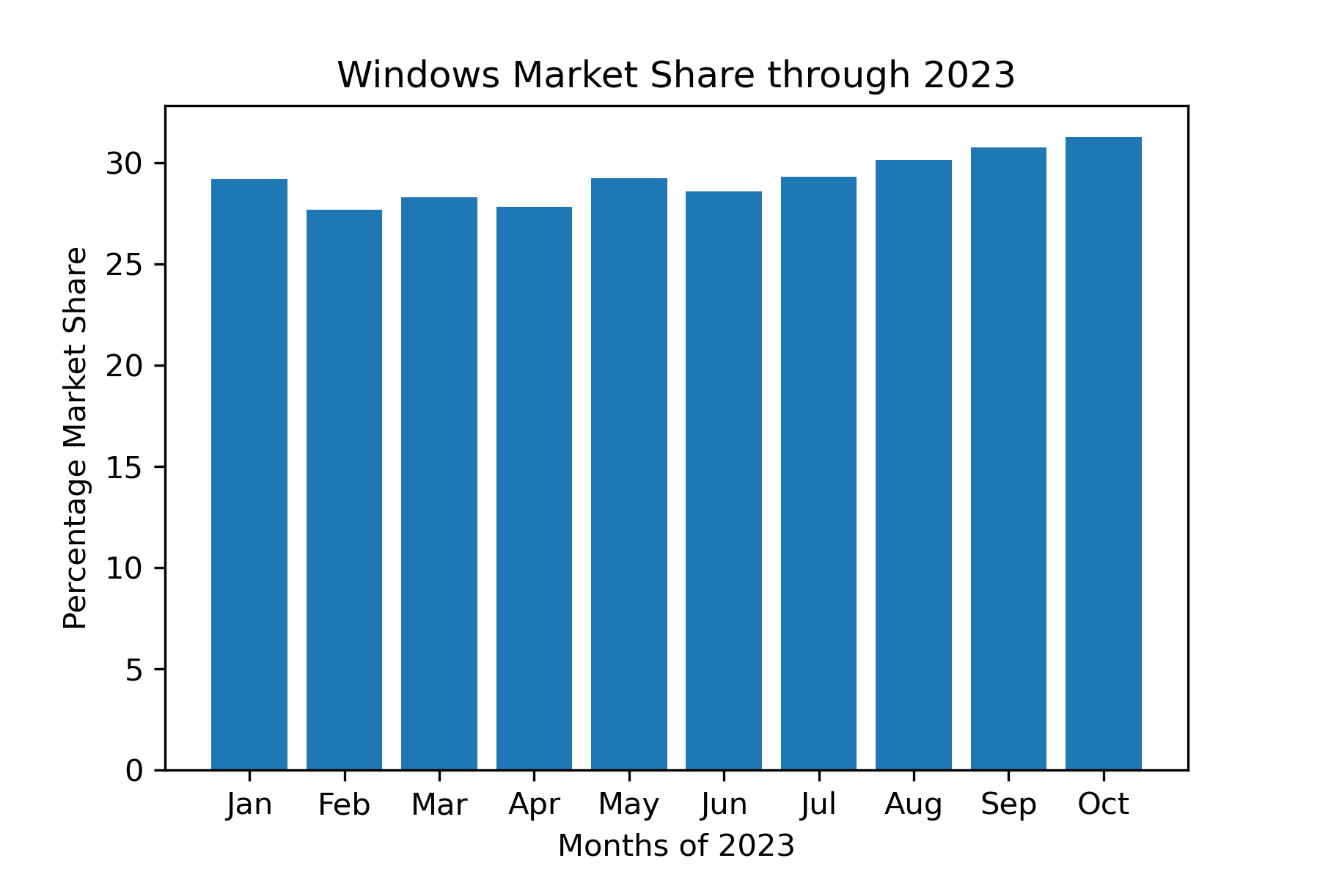 Windows Market Share through 2023
Percentage Market Share
30
25
20
15
10
5
0
Jan Feb Mar Apr May Jun Jul Aug Sep Oct
Months of 2023